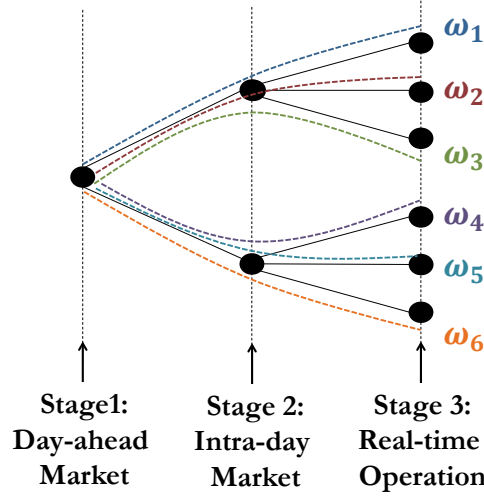 ω₁
ω₂
ω₃
ω₄
ω₅
ω₆
Stage1:
Day-ahead
Market
Stage 2:
Intra-day
Market
Stage 3:
Real-time
Operation